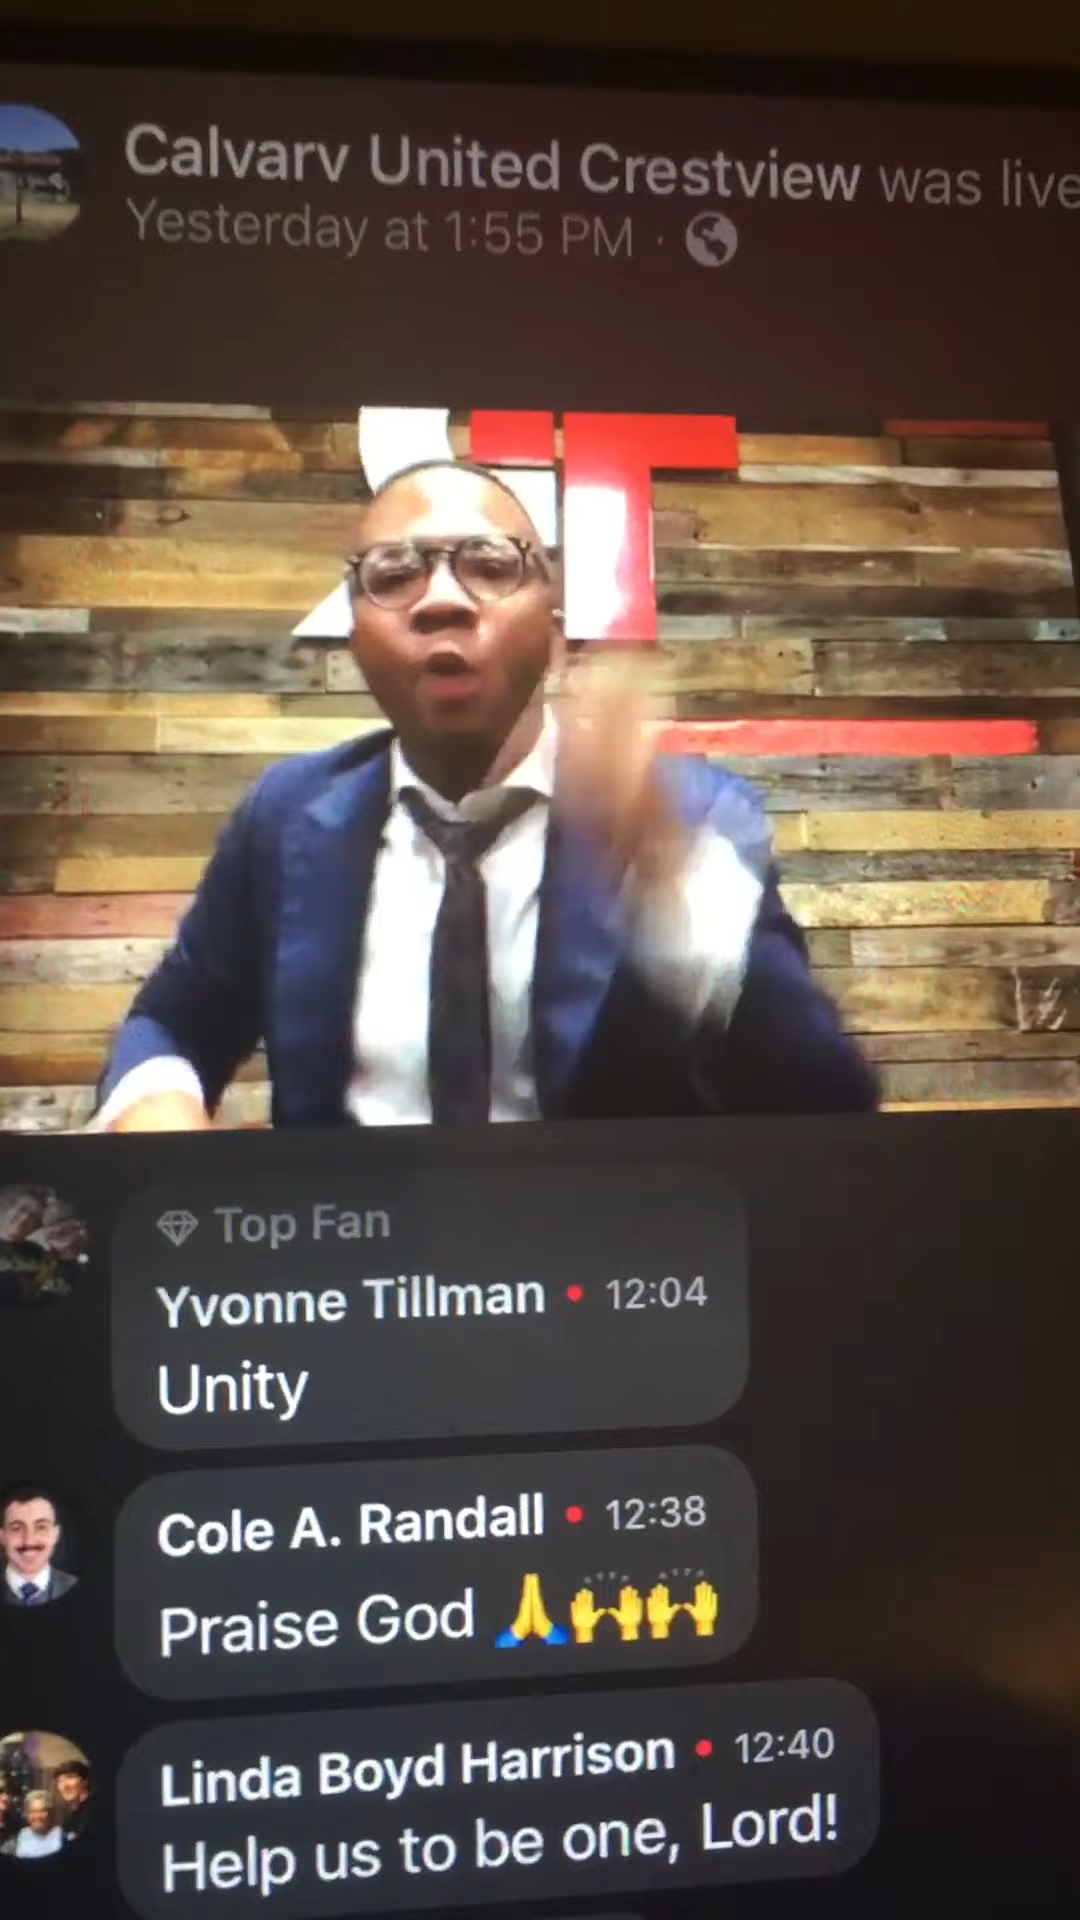 Calvary United Crestview was live
Yesterday at 1:55 PM ·
T
Top Fan
Yvonne Tillman • 12:04
Unity
Cole A. Randall • 12:38
Praise God 🙏🙌🙌
Linda Boyd Harrison • 12:40
Help us to be one, Lord!